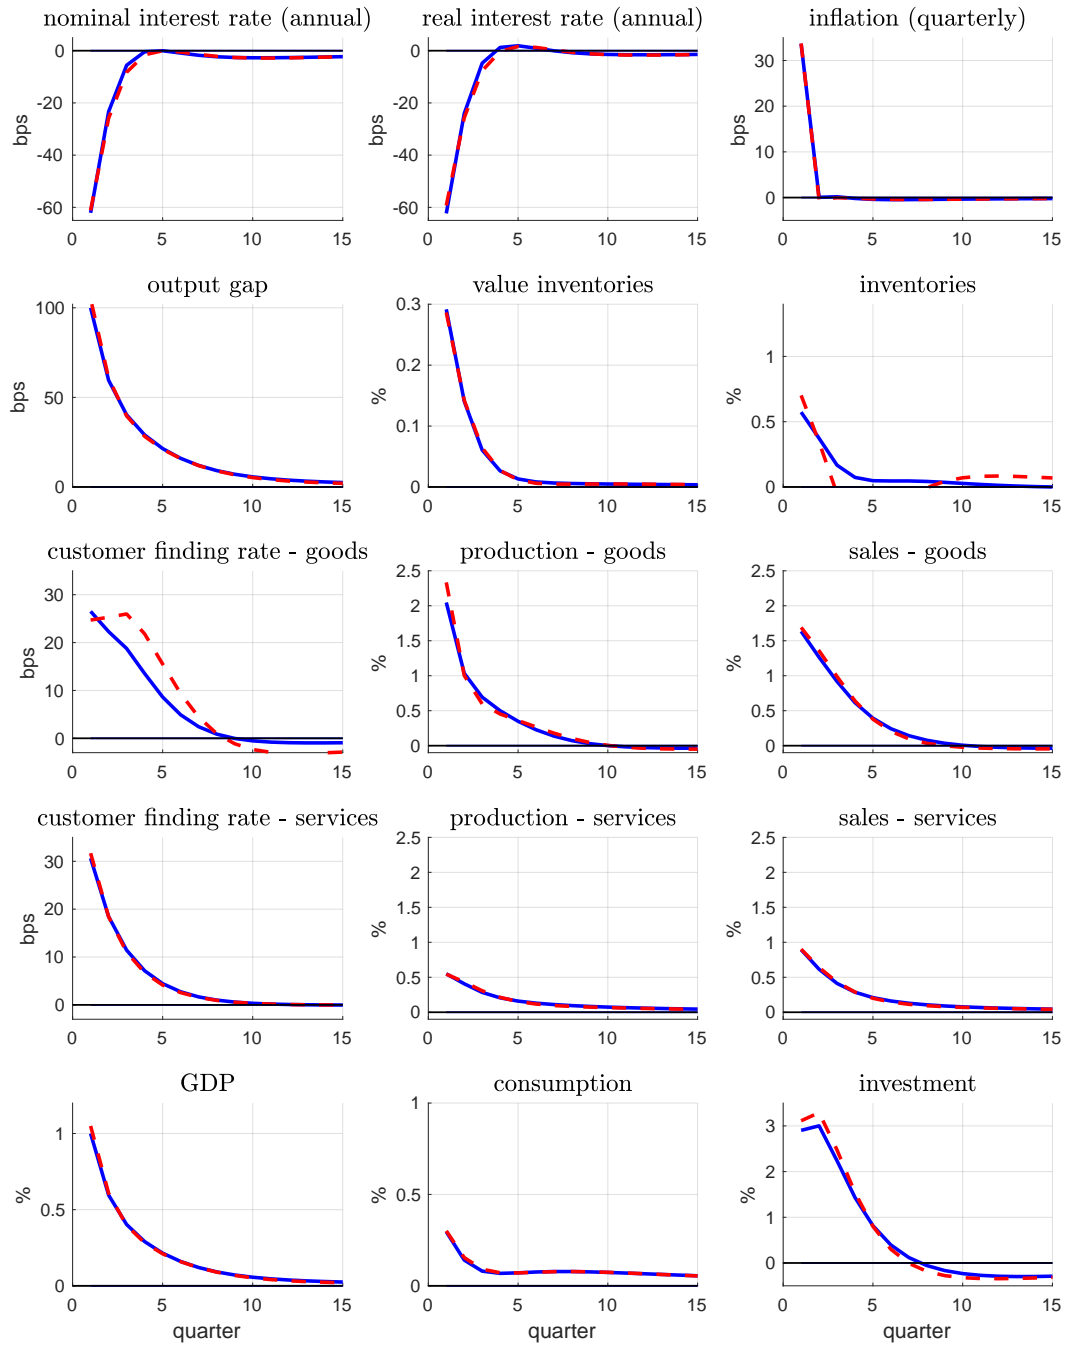 nominal interest rate (annual)
real interest rate (annual)
inflation (quarterly)
0
-20
-40
-60
bps
0 5 10 15
0
-20
-40
-60
bps
0 5 10 15
30
20
10
0
bps
0 5 10 15
output gap
value inventories
inventories
100
50
0
bps
0 5 10 15
0.3
0.2
0.1
0
%
0 5 10 15
1
0.5
0
%
0 5 10 15
customer finding rate - goods
production - goods
sales - goods
30
20
10
0
bps
0 5 10 15
2.5
2
1.5
1
0.5
0
%
0 5 10 15
2.5
2
1.5
1
0.5
0
%
0 5 10 15
customer finding rate - services
production - services
sales - services
30
20
10
0
bps
0 5 10 15
2.5
2
1.5
1
0.5
0
%
0 5 10 15
2.5
2
1.5
1
0.5
0
%
0 5 10 15
GDP
consumption
investment
1
0.5
0
%
0 5 10 15
quarter
1
0.5
0
%
0 5 10 15
quarter
3
2
1
0
%
0 5 10 15
quarter